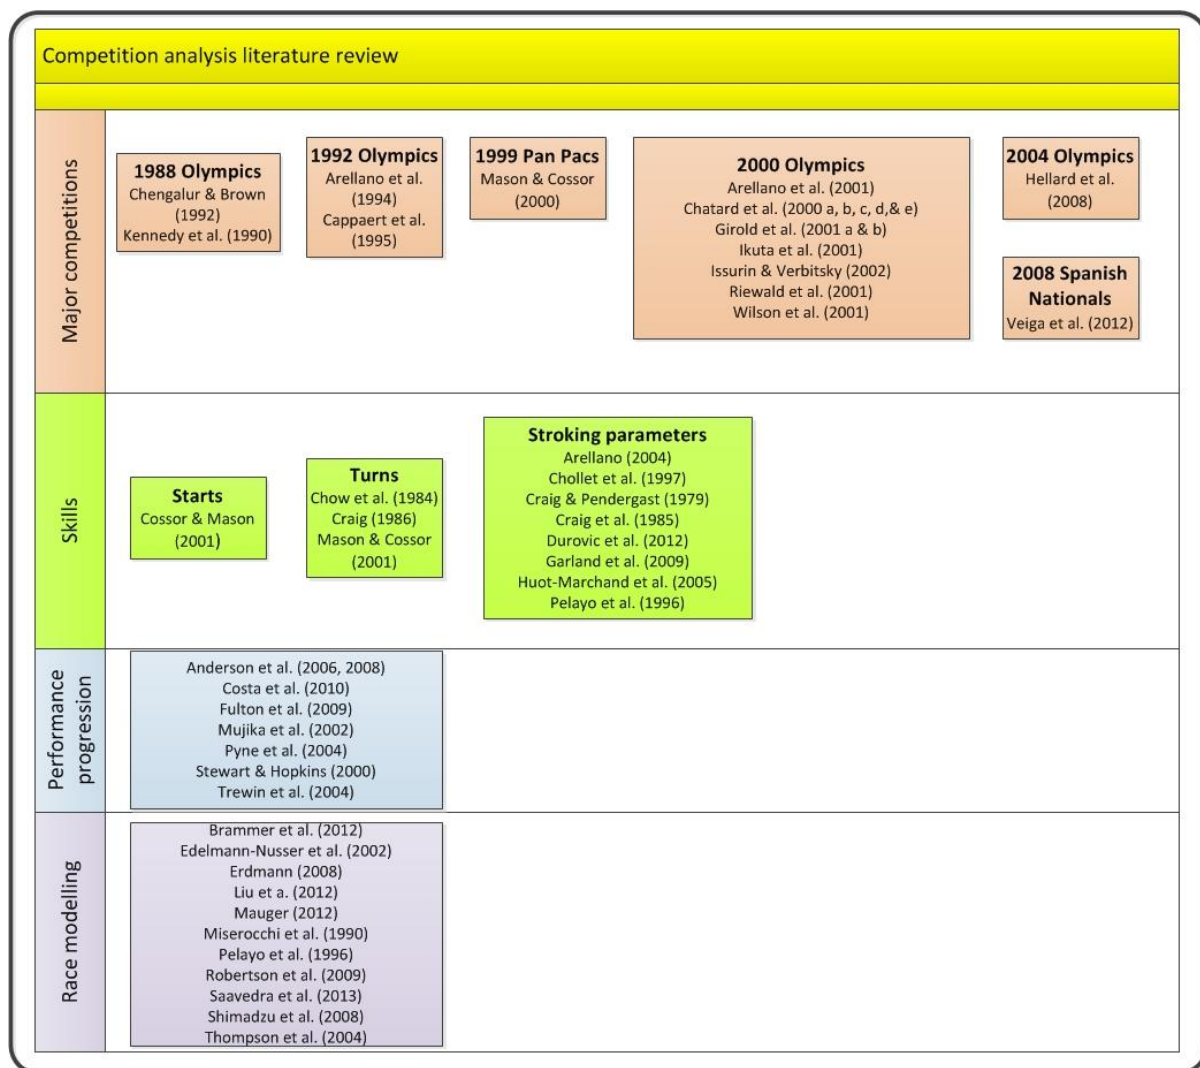 Competition analysis literature review
Major competitions
1988 Olympics
Chengalur & Brown
(1992)
Kennedy et al. (1990)
1992 Olympics
Arellano et al.
(1994)
Cappaert et al.
(1995)
1999 Pan Pacs
Mason & Cossor
(2000)
2000 Olympics
Arellano et al. (2001)
Chatard et al. (2000 a, b, c, d,& e)
Girold et al. (2001 a & b)
Ikuta et al. (2001)
Issurin & Verbitsky (2002)
Riewald et al. (2001)
Wilson et al. (2001)
2004 Olympics
Hellard et al.
(2008)
2008 Spanish
Nationals
Veiga et al. (2012)
Skills
Starts
Cossor & Mason
(2001)
Turns
Chow et al. (1984)
Craig (1986)
Mason & Cossor
(2001)
Stroking parameters
Arellano (2004)
Chollet et al. (1997)
Craig & Pendergast (1979)
Craig et al. (1985)
Durovic et al. (2012)
Garland et al. (2009)
Huot-Marchand et al. (2005)
Pelayo et al. (1996)
Performance
progression
Anderson et al. (2006, 2008)
Costa et al. (2010)
Fulton et al. (2009)
Mujika et al. (2002)
Pyne et al. (2004)
Stewart & Hopkins (2000)
Trewin et al. (2004)
Race modelling
Brammer et al. (2012)
Edelmann-Nusser et al. (2002)
Erdmann (2008)
Liu et a. (2012)
Mauger (2012)
Miserocchi et al. (1990)
Pelayo et al. (1996)
Robertson et al. (2009)
Saavedra et al. (2013)
Shimadzu et al. (2008)
Thompson et al. (2004)